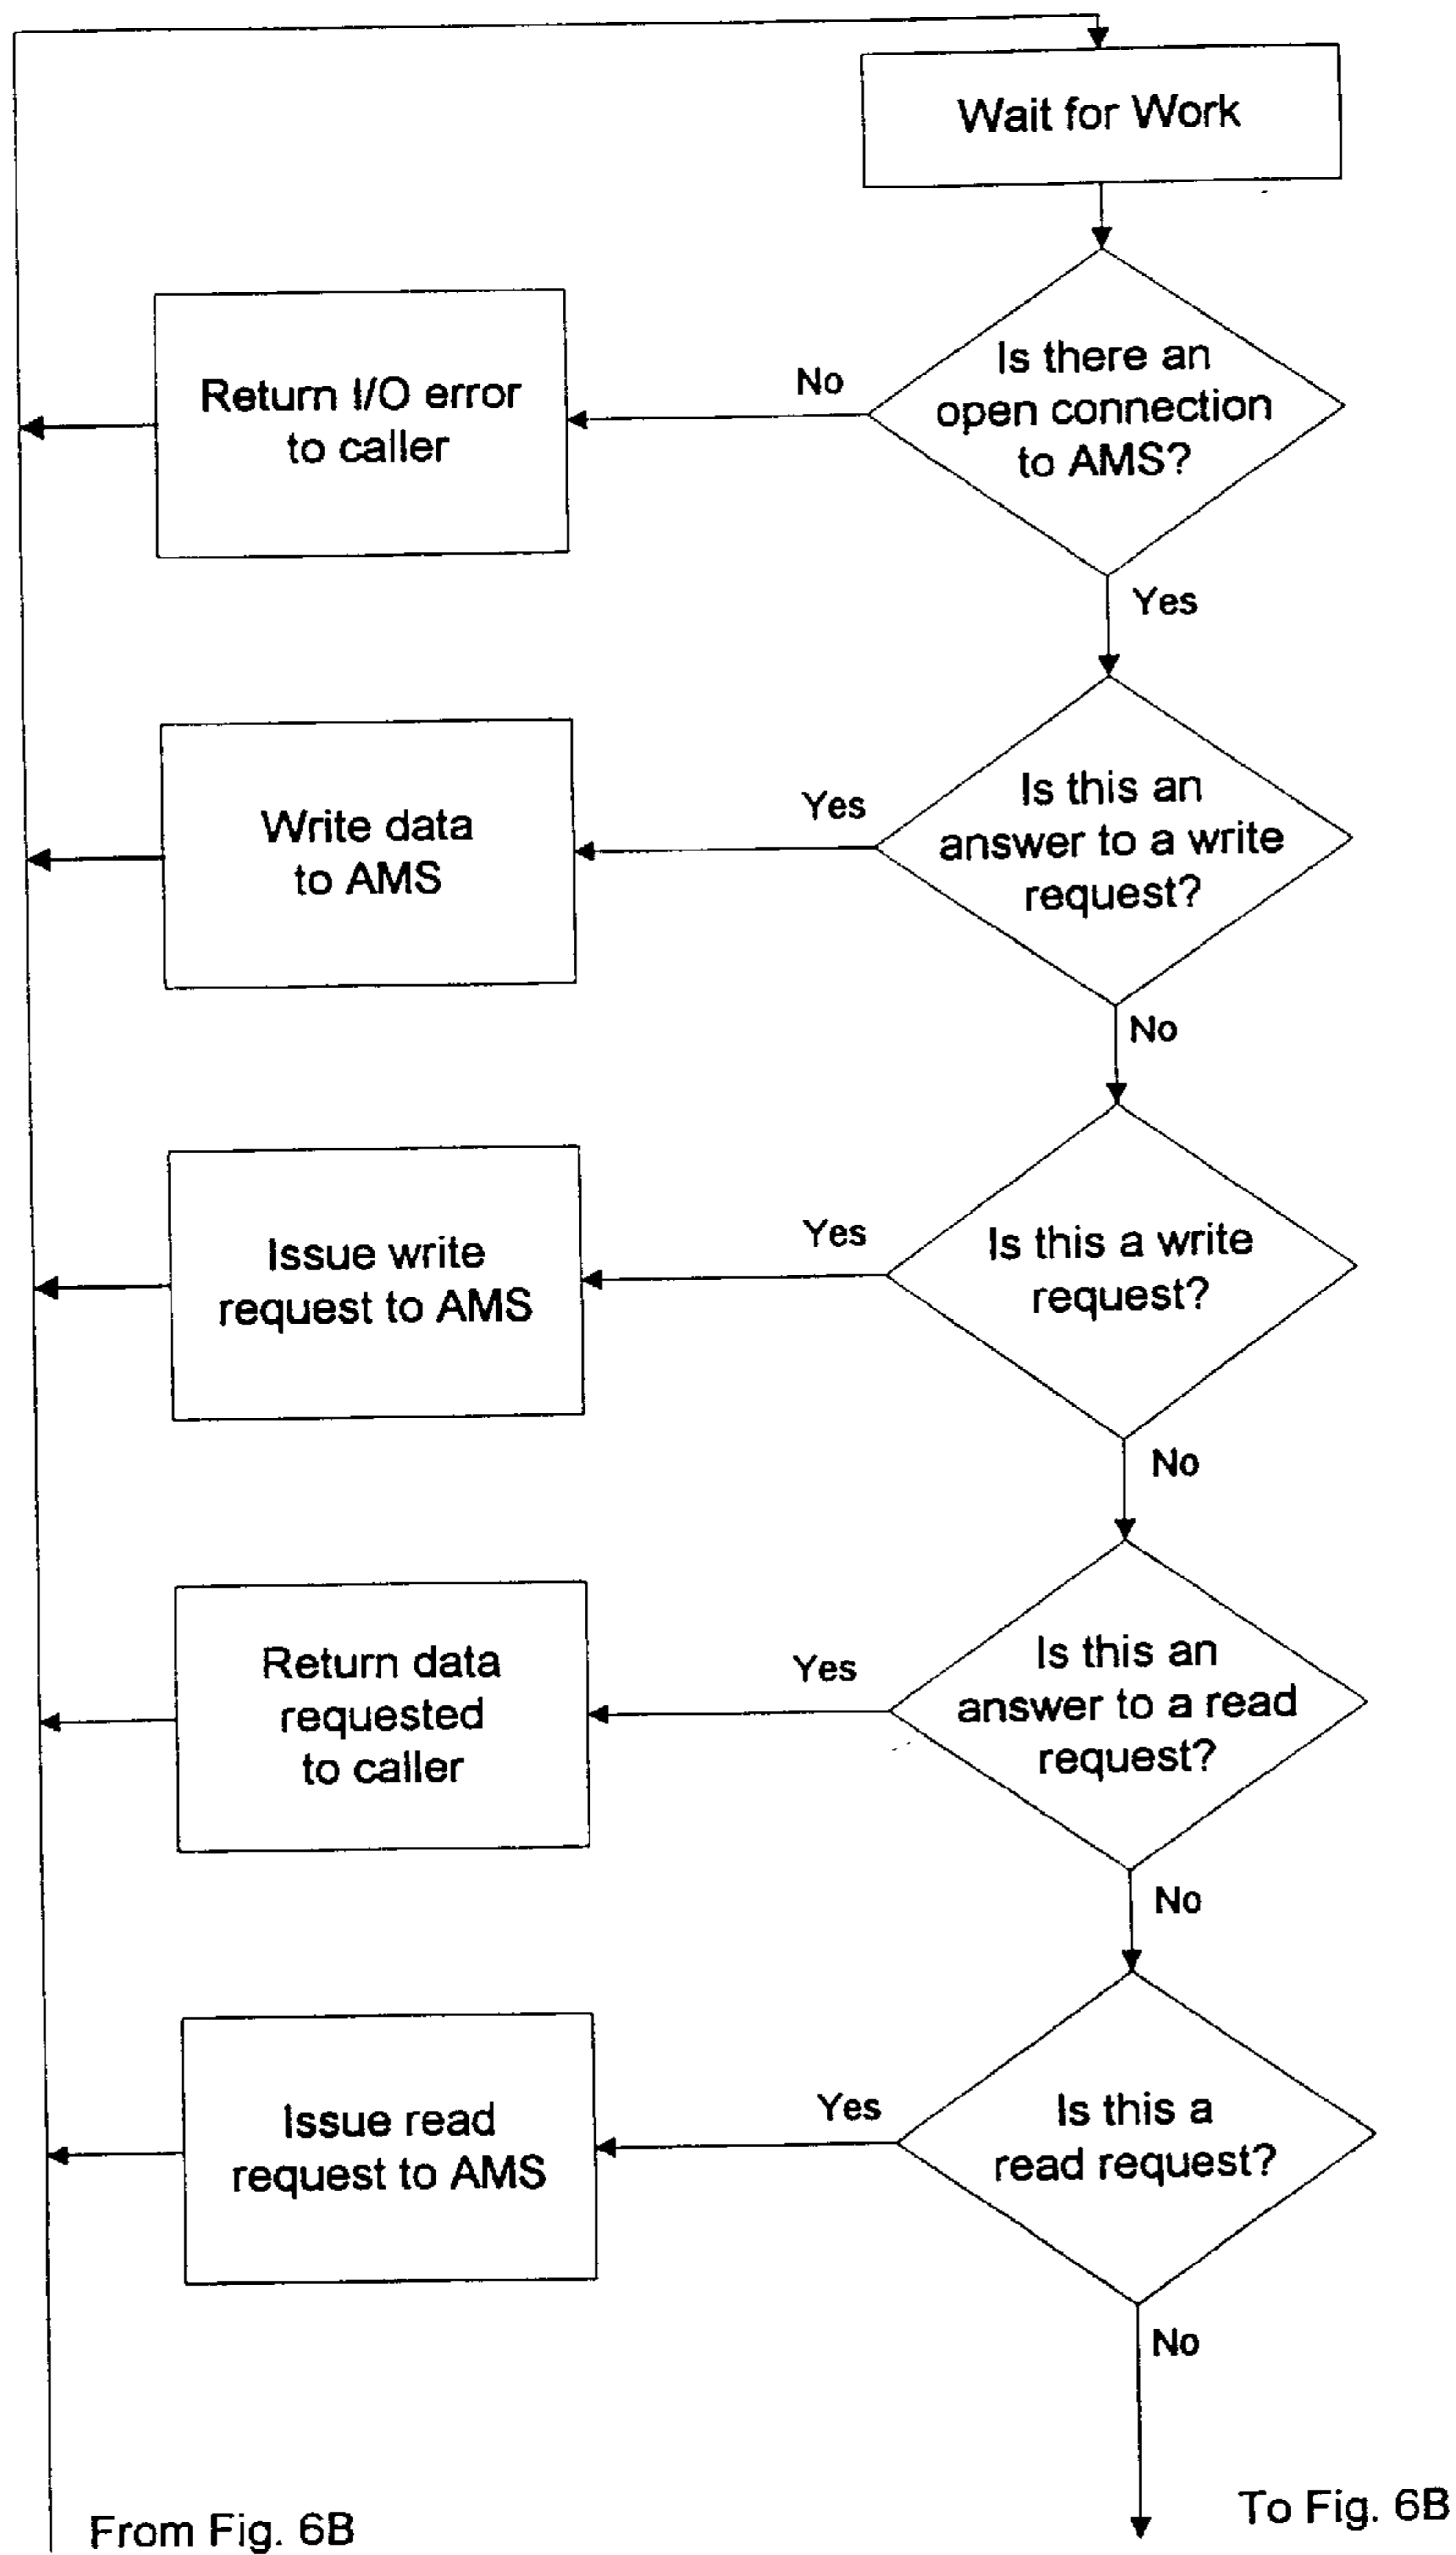 Wait for Work
Is there an
open connection
to AMS?
No
Return I/O error
to caller
Yes
Is this an
answer to a write
request?
Yes
Write data
to AMS
No
Is this a write
request?
Yes
Issue write
request to AMS
No
Is this an
answer to a read
request?
Yes
Return data
requested
to caller
No
Is this a
read request?
Yes
Issue read
request to AMS
No
From Fig. 6B
To Fig. 6B